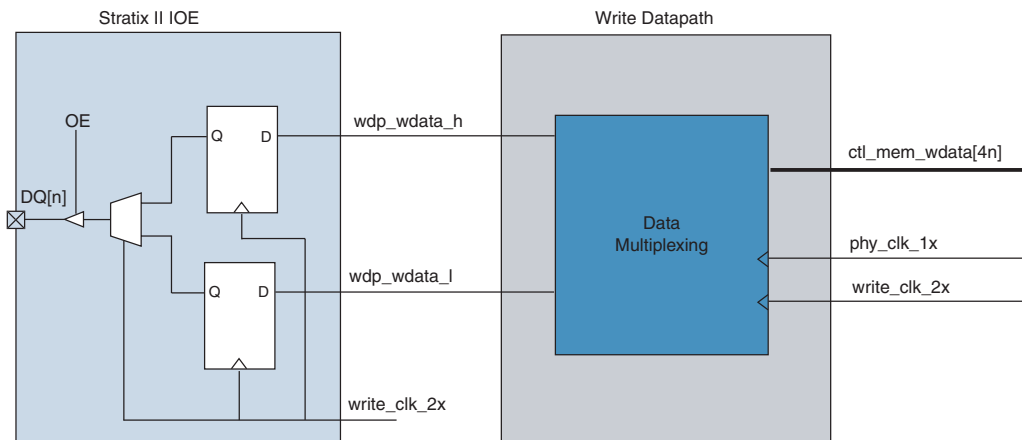 Stratix II IOE
Write Datapath
OE
Q
D
wdp_wdata_h
ctl_mem_wdata[4n]
DQ[n]
Data
Multiplexing
phy_clk_1x
wdp_wdata_l
Q
D
write_clk_2x
write_clk_2x